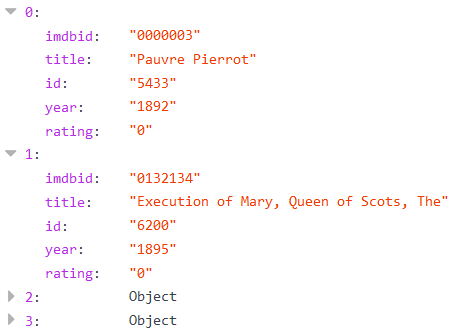 0:
imdbid: "0000003"
title: "Pauvre Pierrot"
id: "5433"
year: "1892"
rating: "0"
1:
imdbid: "0132134"
title: "Execution of Mary, Queen of Scots, The"
id: "6200"
year: "1895"
rating: "0"
2: Object
3: Object